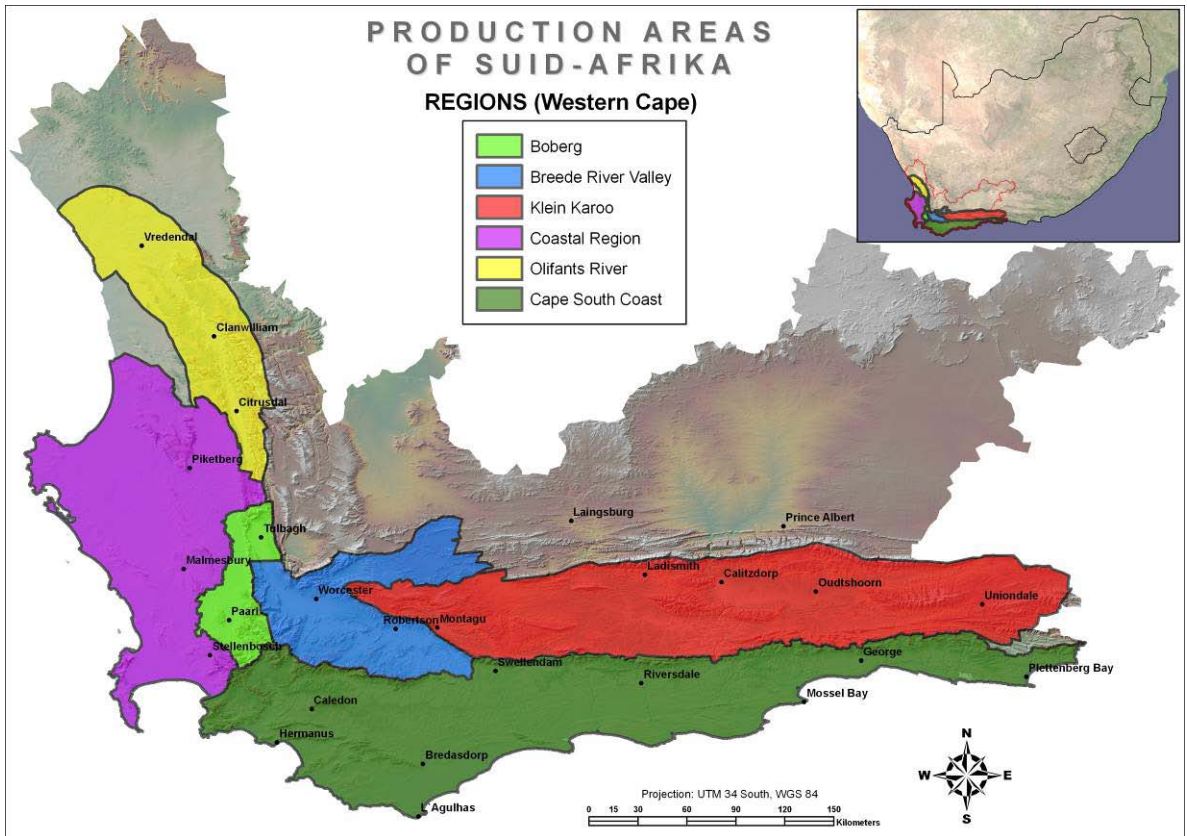 PRODUCTION AREAS
OF SUID-AFRIKA
REGIONS (Western Cape)
Boberg
Breede River Valley
Klein Karoo
Coastal Region
Olifants River
Cape South Coast
Vredendal
Clanwilliam
Citrusdal
Piketberg
Laingsburg
Prince Albert
Tulbagh
Malmesbury
Ladismith
Calitzdorp
Oudtshoorn
Worcester
Uniondale
Paarl
Robertson
Montagu
Stellenbosch
George
Swellendam
Plettenberg Bay
Riversdale
Mossel Bay
Caledon
Hermanus
Bredasdorp
L' Agulhas
N
W E
S
Projection: UTM 34 South, WGS 84
0 15 30 60 90 120 150
Kilometers